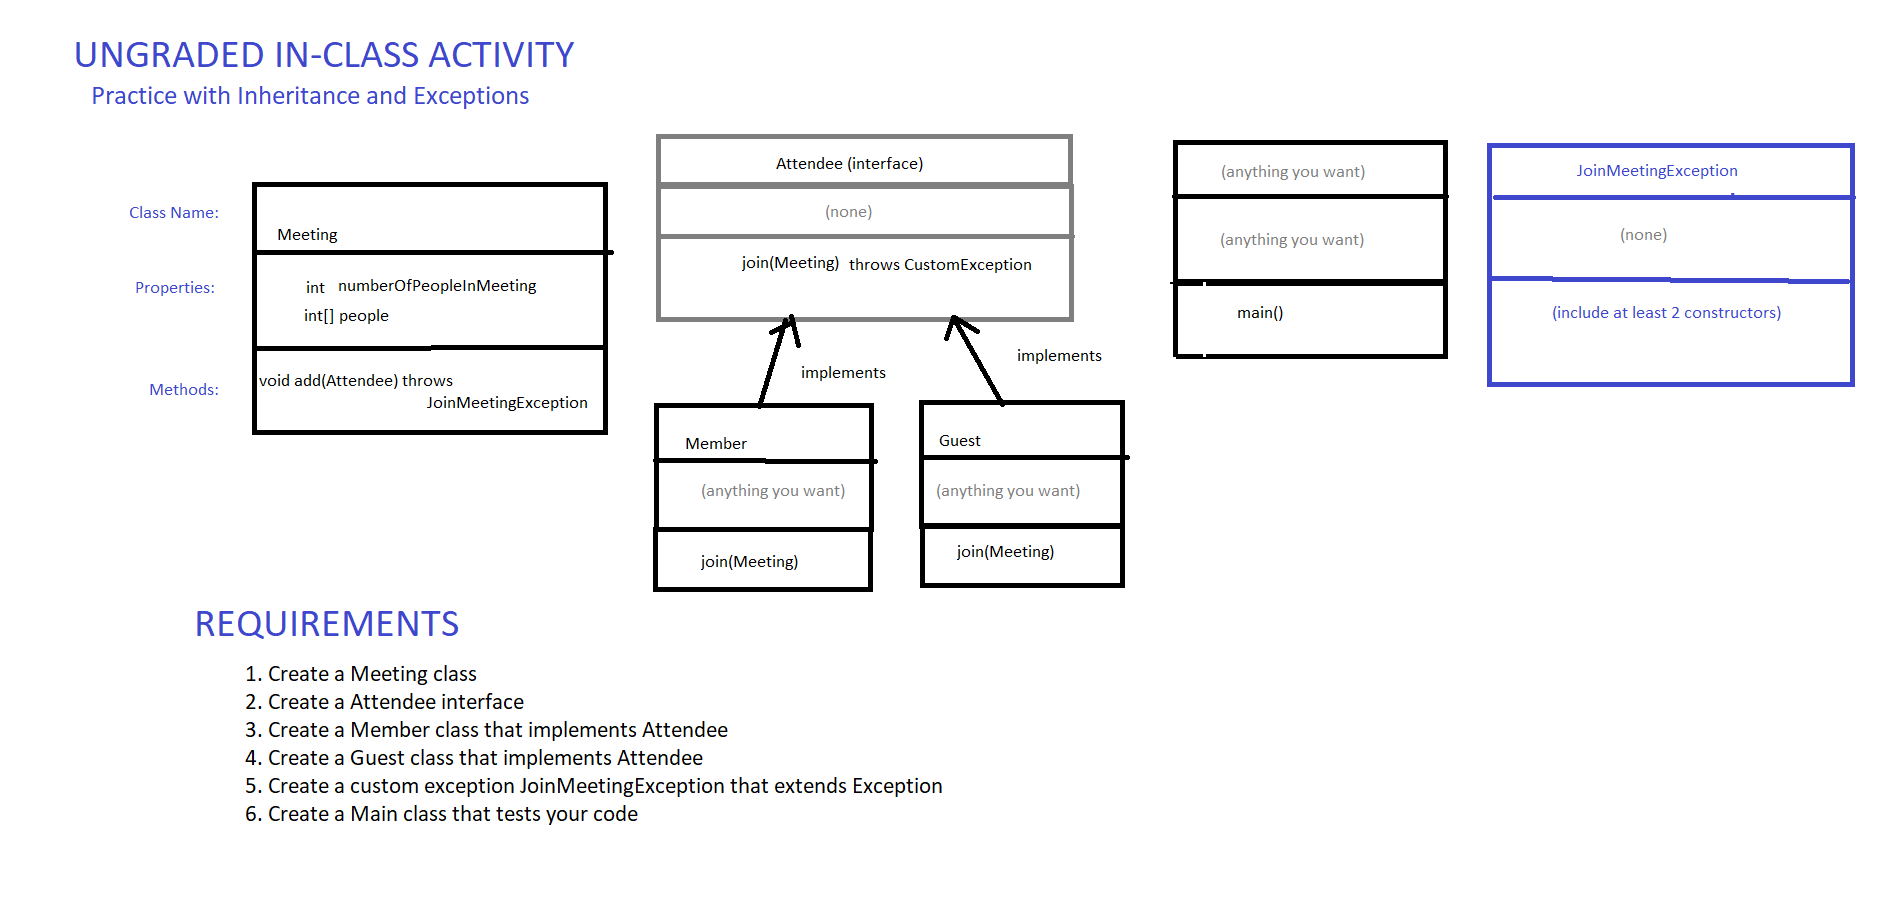 UNGRADED IN-CLASS ACTIVITY
Practice with Inheritance and Exceptions
Class Name:
Properties:
Methods:
Meeting
int numberOfPeopleInMeeting
int[] people
void add(Attendee) throws
JoinMeetingException
Attendee (interface)
(none)
join(Meeting) throws CustomException
implements
implements
Member
(anything you want)
join(Meeting)
Guest
(anything you want)
join(Meeting)
(anything you want)
(anything you want)
main()
JoinMeetingException
(none)
(include at least 2 constructors)
REQUIREMENTS
1. Create a Meeting class
2. Create a Attendee interface
3. Create a Member class that implements Attendee
4. Create a Guest class that implements Attendee
5. Create a custom exception JoinMeetingException that extends Exception
6. Create a Main class that tests your code